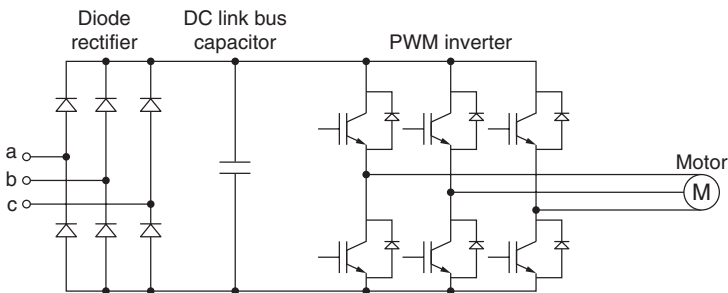 Diode
rectifier
DC link bus
capacitor
PWM inverter
a
b
c
Motor
M